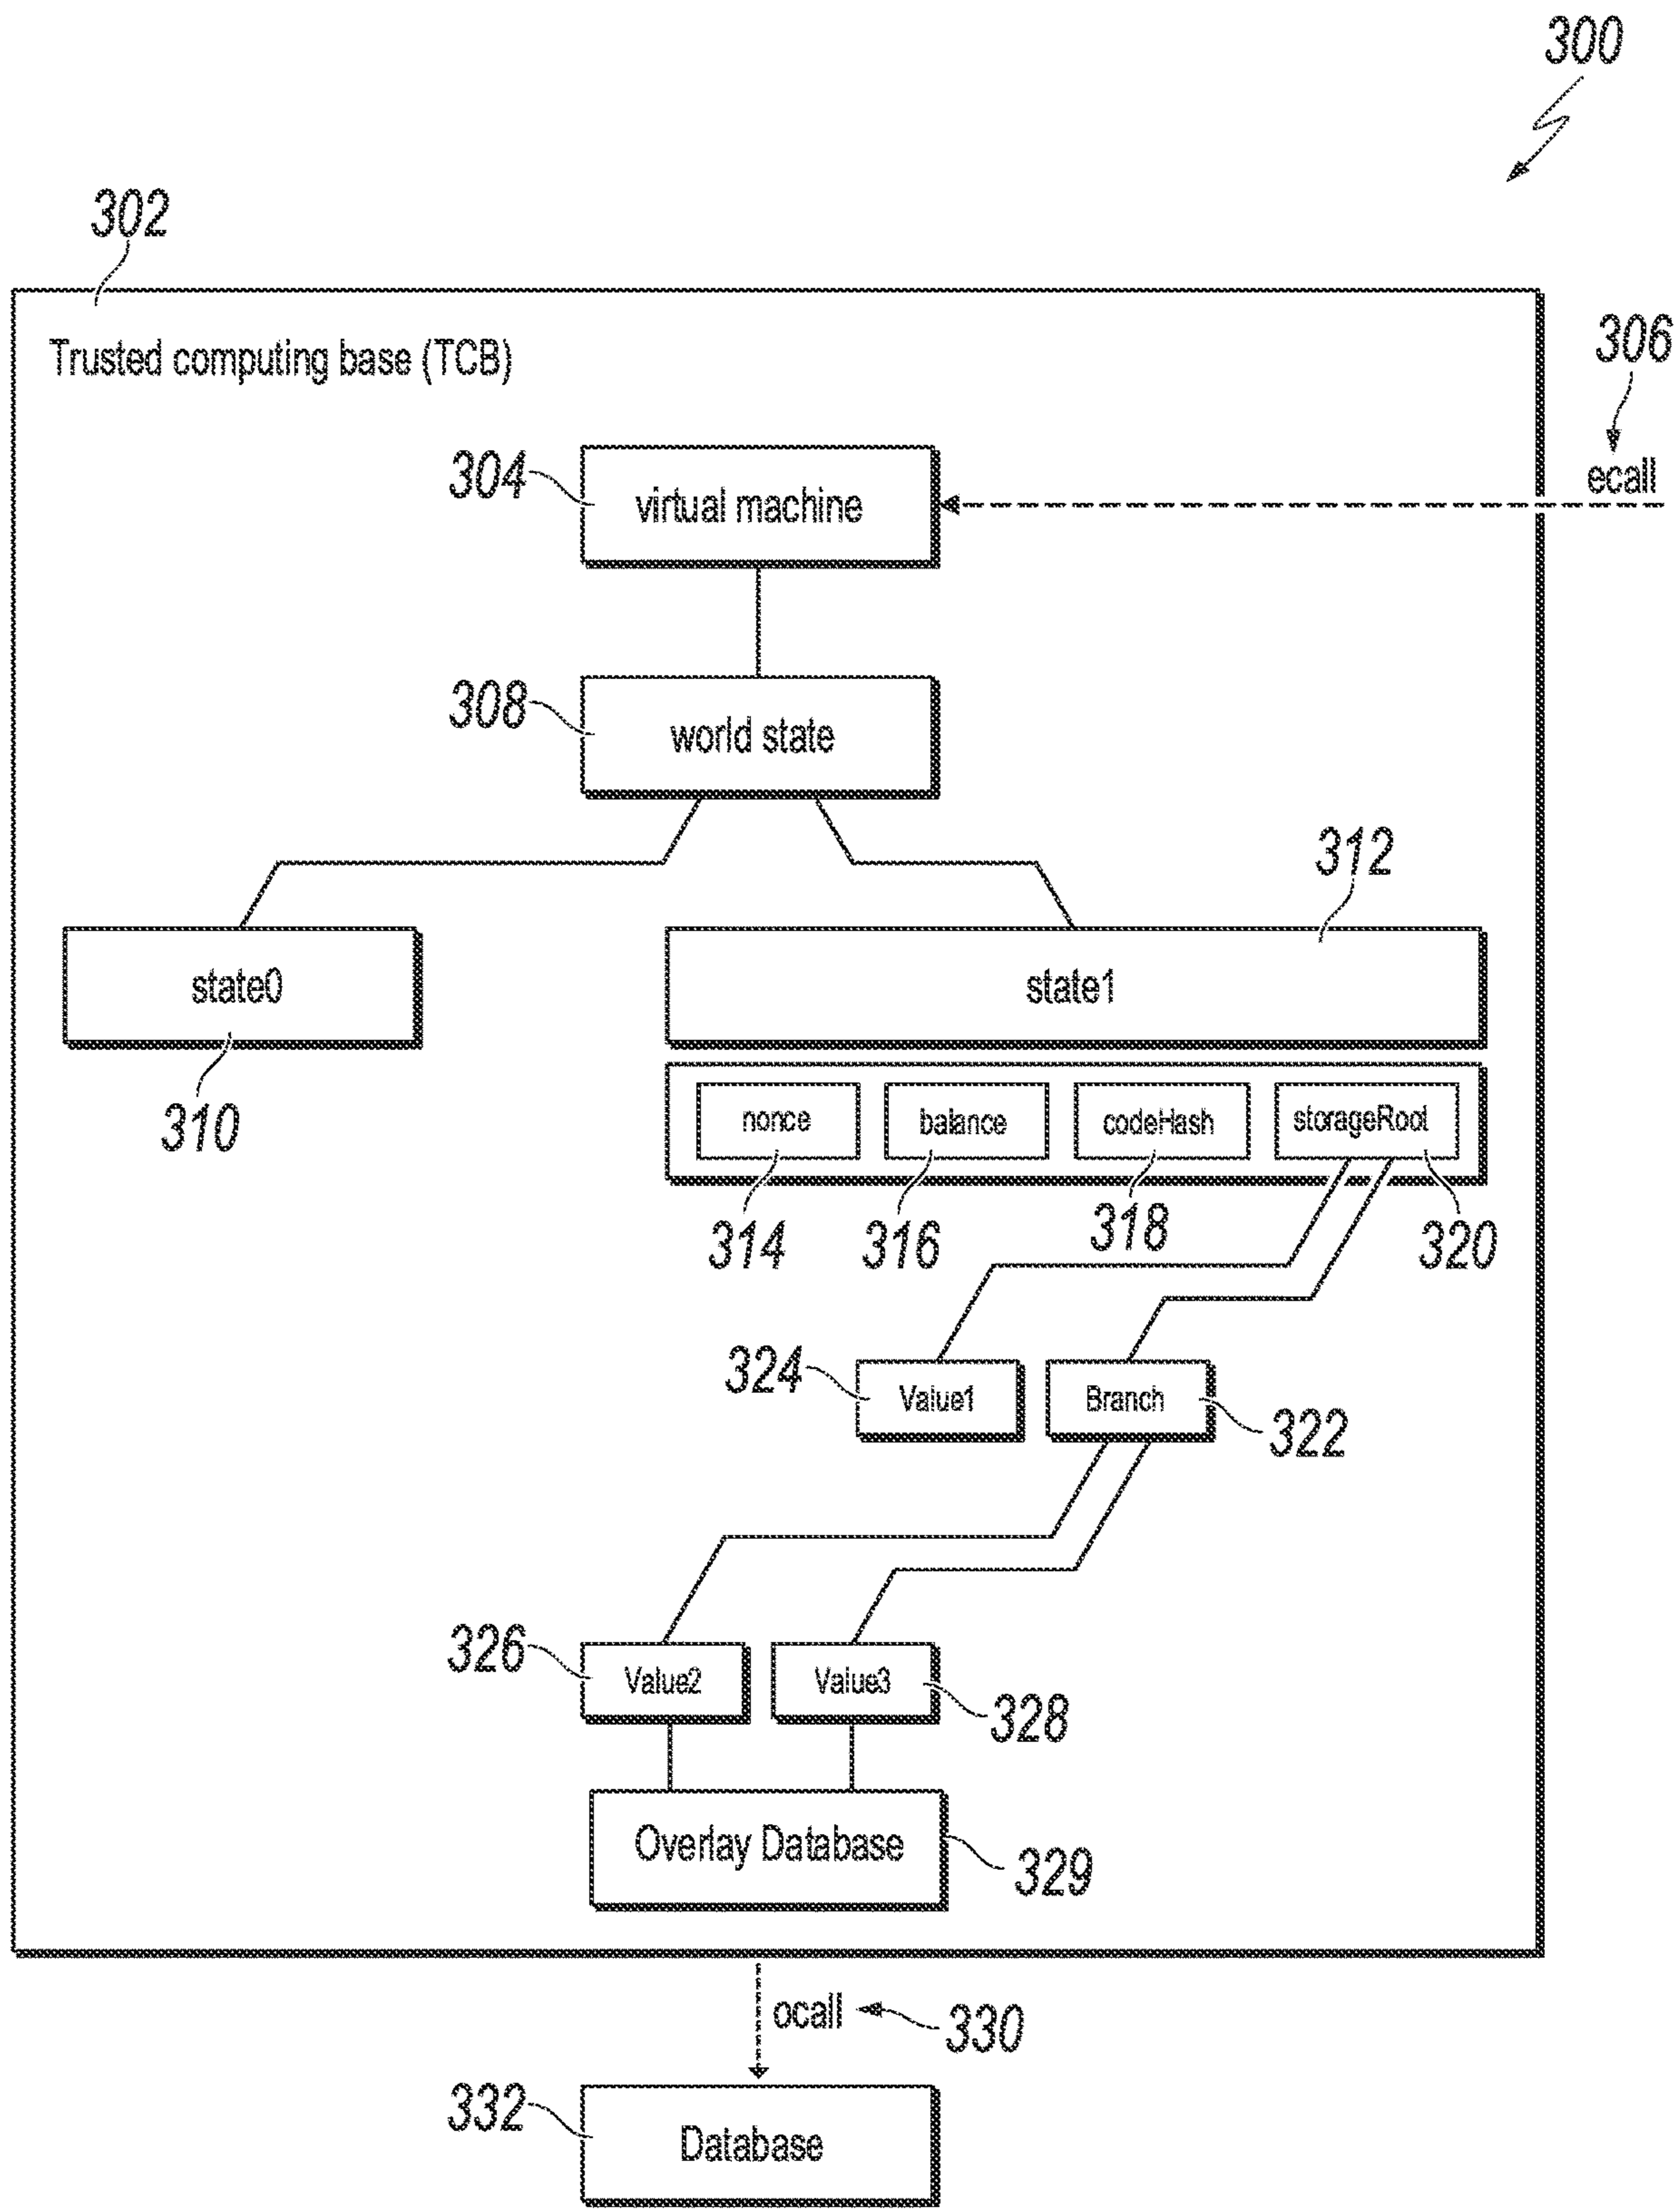 300
302
Trusted computing base (TCB)
306
ecall
304
virtual machine
308
world state
312
state0
state1
310
nonce
balance
codeHash
storageRoot
314
316
318
320
324
Value1
Branch
322
326
Value2
Value3
328
Overlay Database
329
ocall
330
332
Database